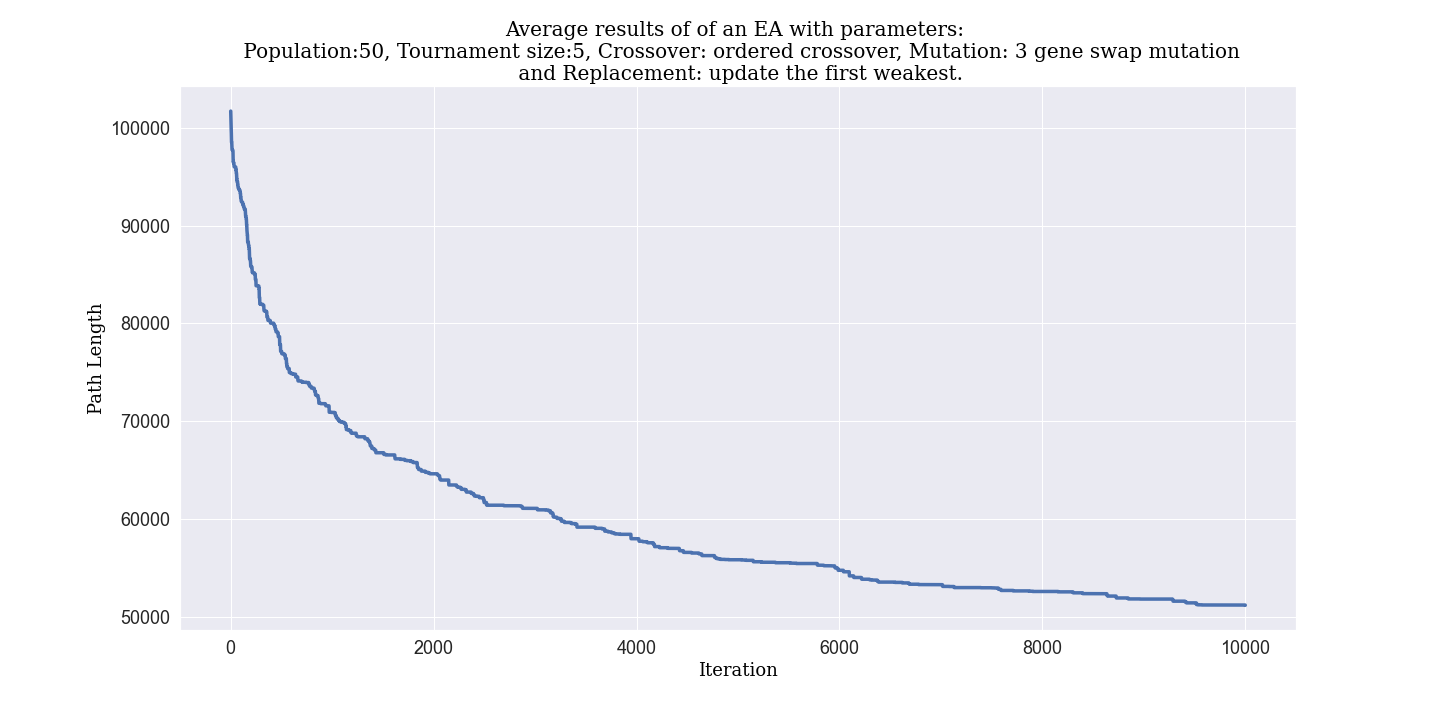 Average results of of an EA with parameters:
Population:50, Tournament size:5, Crossover: ordered crossover, Mutation: 3 gene swap mutation
and Replacement: update the first weakest.
100000
90000
80000
70000
60000
50000
Path Length
0 2000 4000 6000 8000 10000
Iteration